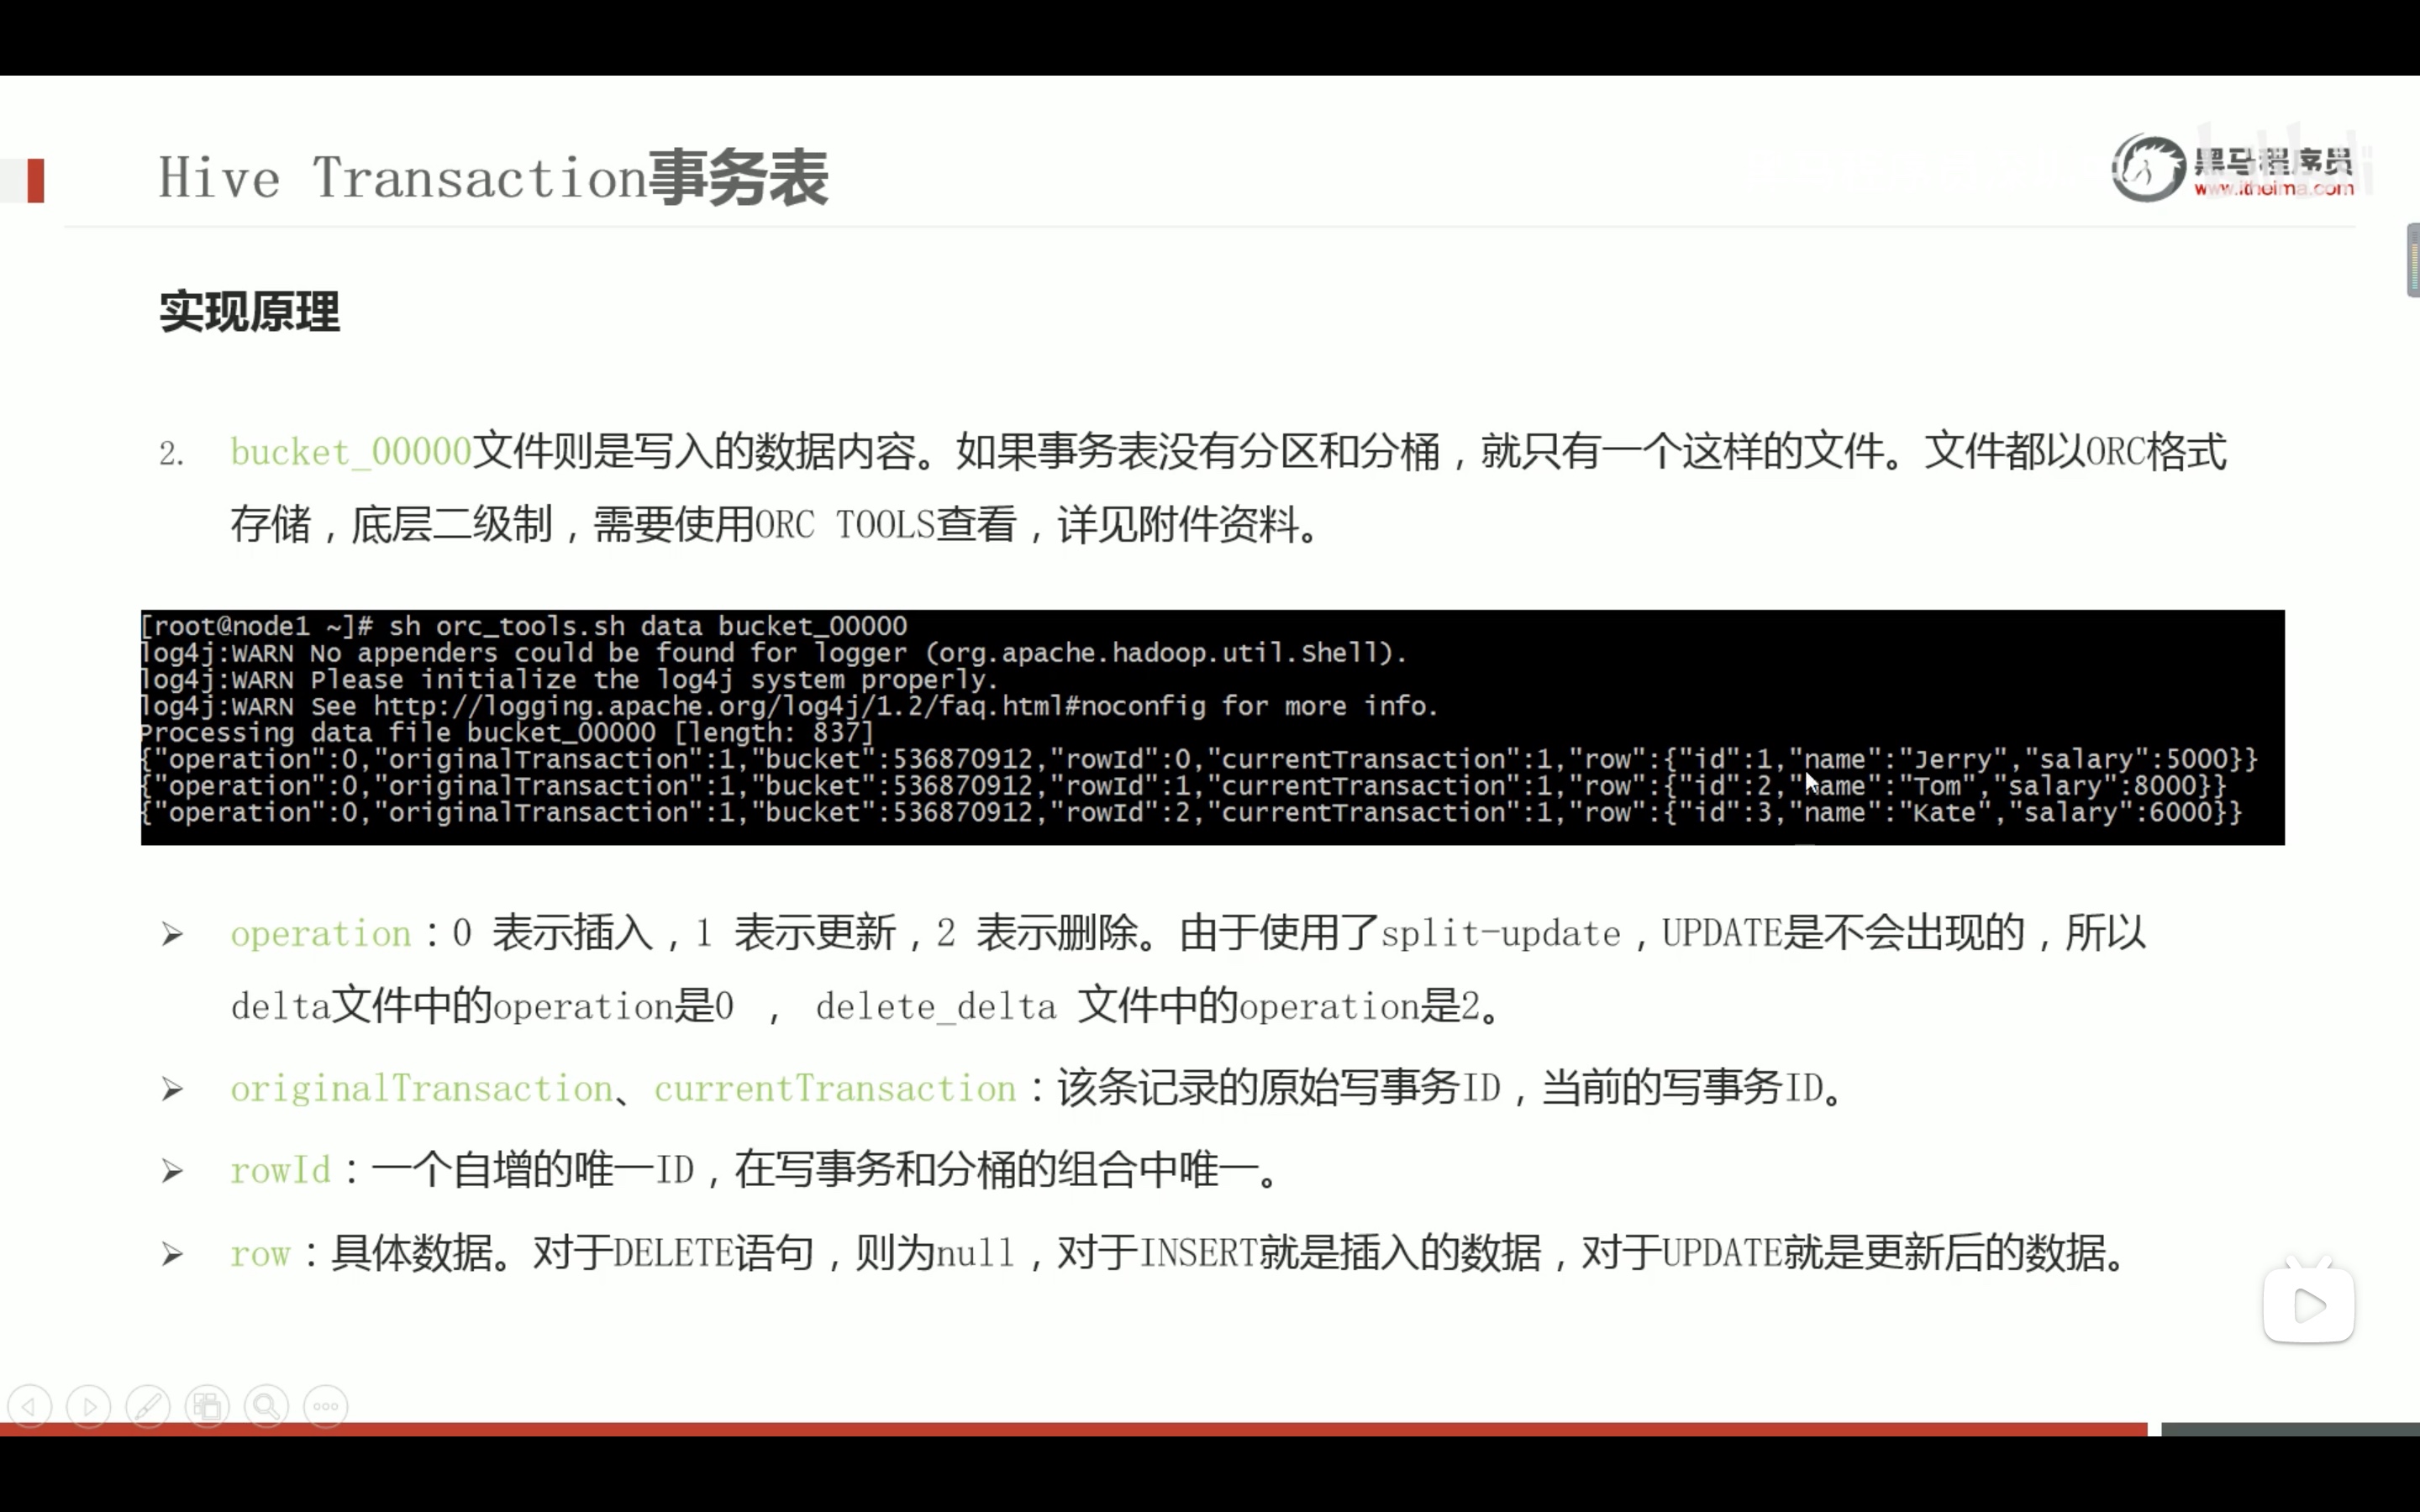 Hive Transaction事务表
黑马程序员
www.itheima.com
实现原理
2. bucket_00000文件则是写入的数据内容。如果事务表没有分区和分桶，就只有一个这样的文件。文件都以ORC格式
存储，底层二级制，需要使用ORC TOOLS查看，详见附件资料。
[root@node1 ~]# sh orc_tools.sh data bucket_00000
log4j:WARN No appenders could be found for logger (org.apache.hadoop.util.Shell).
log4j:WARN Please initialize the log4j system properly.
log4j:WARN See http://logging.apache.org/log4j/1.2/faq.html#noconfig for more info.
Processing data file bucket_00000 [length: 837]
{"operation":0,"originalTransaction":1,"bucket":536870912,"rowId":0,"currentTransaction":1,"row":{"id":1,"name":"Jerry","salary":5000}}
{"operation":0,"originalTransaction":1,"bucket":536870912,"rowId":1,"currentTransaction":1,"row":{"id":2,"name":"Tom","salary":8000}}
{"operation":0,"originalTransaction":1,"bucket":536870912,"rowId":2,"currentTransaction":1,"row":{"id":3,"name":"Kate","salary":6000}}
➢ operation：0 表示插入，1 表示更新，2 表示删除。由于使用了split-update，UPDATE是不会出现的，所以
delta文件中的operation是0 ， delete_delta 文件中的operation是2。
➢ originalTransaction、currentTransaction：该条记录的原始写事务ID，当前的写事务ID。
➢ rowId：一个自增的唯一ID，在写事务和分桶的组合中唯一。
➢ row：具体数据。对于DELETE语句，则为null，对于INSERT就是插入的数据，对于UPDATE就是更新后的数据。